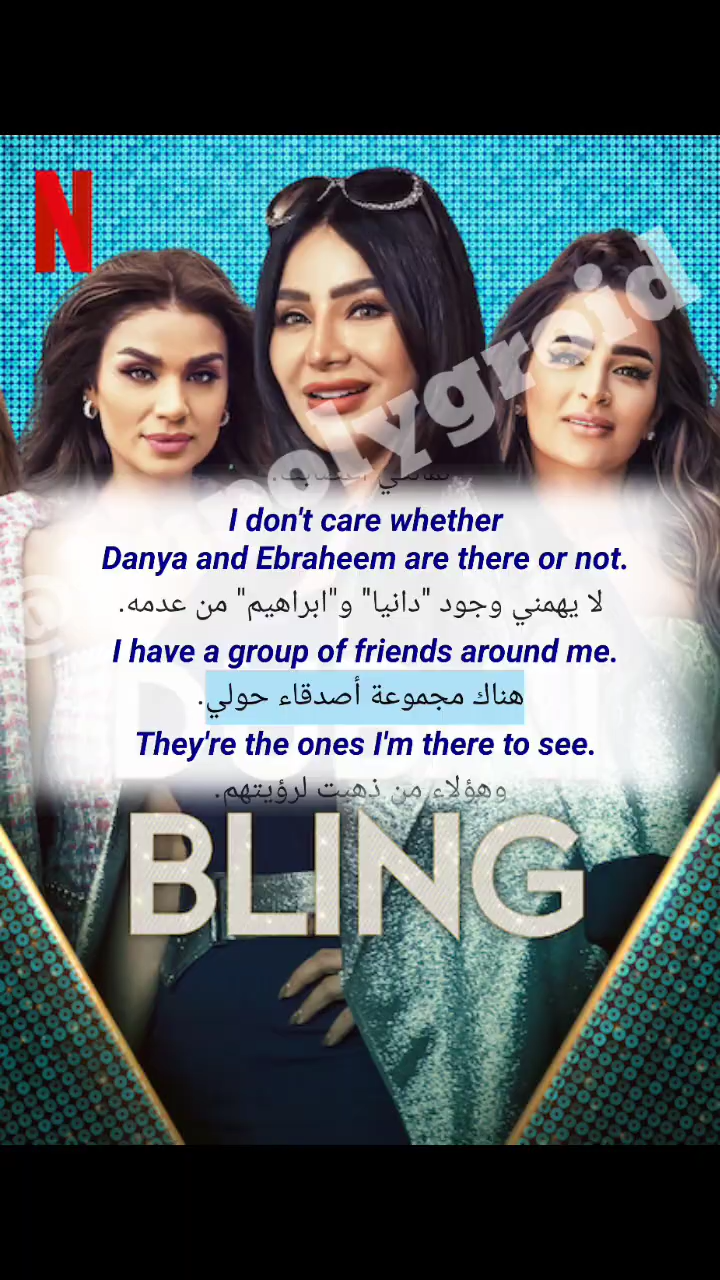 N
I don't care whether
Danya and Ebraheem are there or not.
لا يهمني وجود "دانيا" و"ابراهيم" من عدمه.
I have a group of friends around me.
هناك مجموعة أصدقاء حولي.
They're the ones I'm there to see.
وهؤلاء من ذهبت لرؤيتهم.
BLING
polygroid